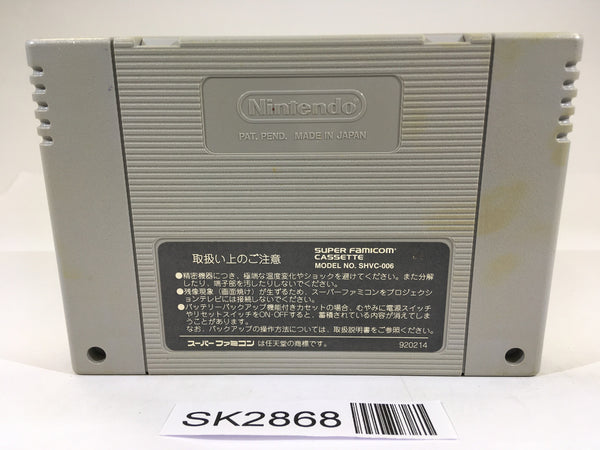 Nintendo
PAT. PEND. MADE IN JAPAN
取扱い上のご注意
SUPER FAMICOM
CASSETTE
MODEL NO. SHVC-006
●精密機器につき、極端な温度変化やショックを避けてください。また分解
したり、端子部を汚したりしないでください。
●残像現象（画面焼け）が生ずるため、スーパーファミコンをプロジェクシ
ョンテレビには接続しないでください。
●バッテリーバックアップ機能付きカセットの場合、むやみに電源スイッチ
やリセットスイッチをON・OFFすると、蓄積されている内容が消えてしま
うことがあります。
なお、バックアップの操作方法については、取扱説明書をご参照ください。
スーパーファミコン は任天堂の商標です。
920214
SK2868